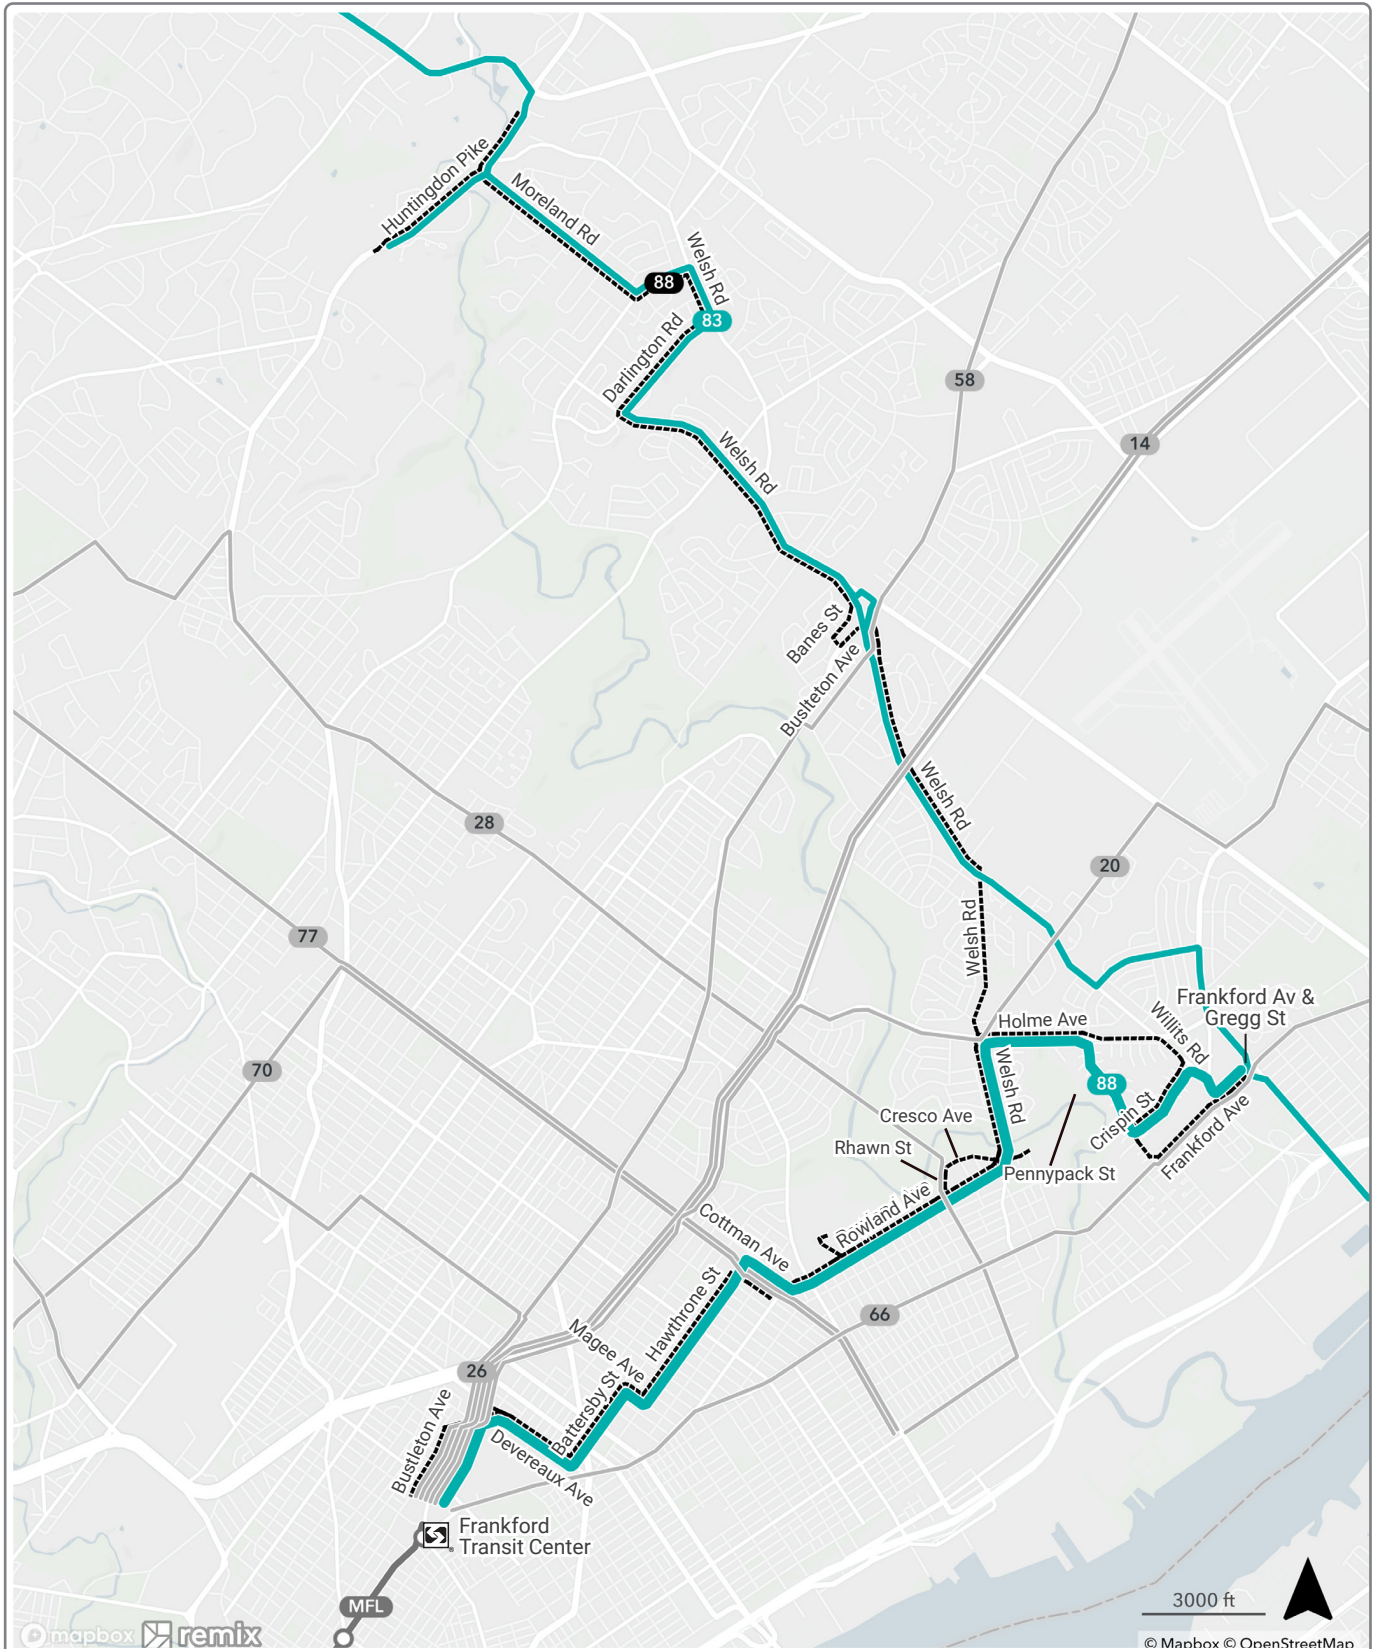 Huntingdon Pike
Moreland Rd
Welsh Rd
88
83
Darlington Rd
58
14
Welsh Rd
Banes St
Buslteton Ave
Welsh Rd
28
20
77
Welsh Rd
Frankford Av &
Gregg St
Holme Ave
Willits Rd
70
Welsh Rd
88
Crispin St
Cresco Ave
Rhawn St
Pennypack St
Frankford Ave
Rowland Ave
Cottman Ave
Hawthrone St
66
Magee Ave
26
Battersby St
Bustleton Ave
Devereaux Ave
Frankford
Transit Center
MFL
3000 ft
mapbox
remix
© Mapbox © OpenStreetMap